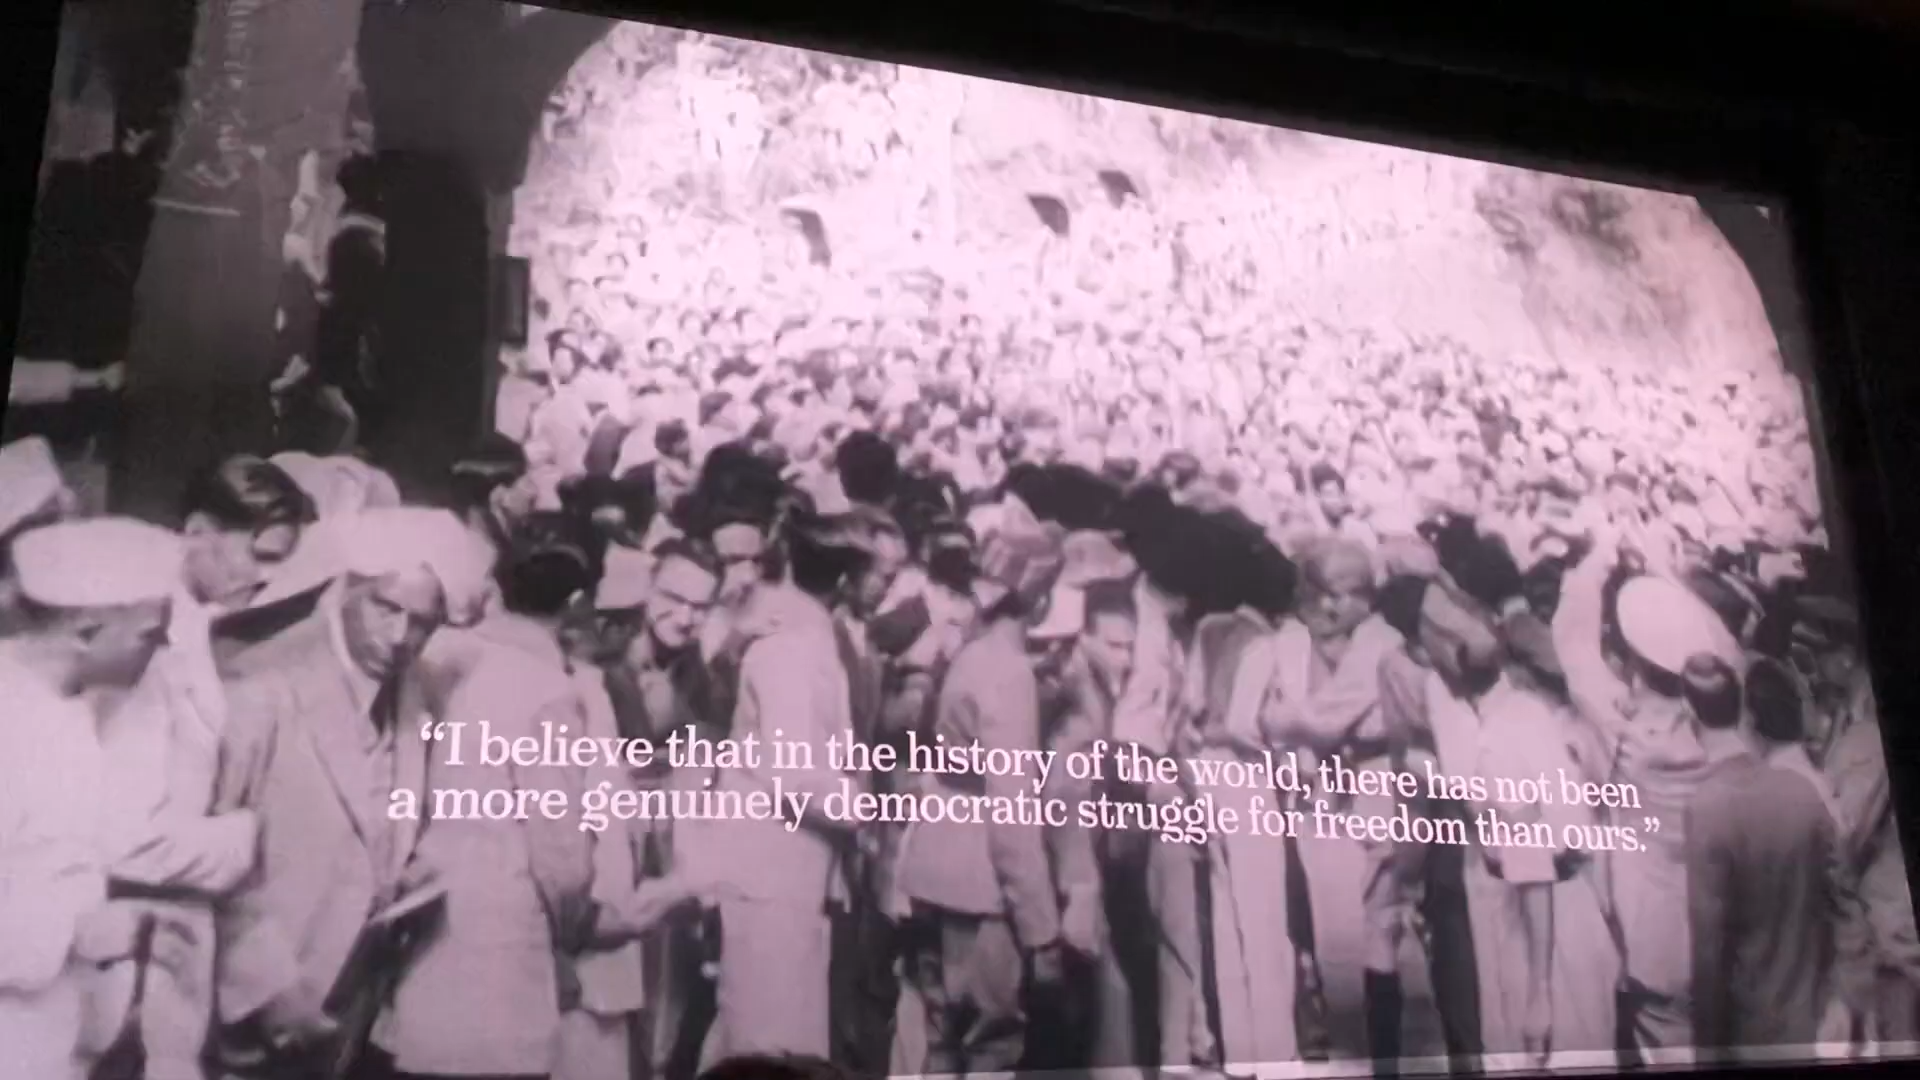 “I believe that in the history of the world, there has not been
a more genuinely democratic struggle for freedom than ours.”